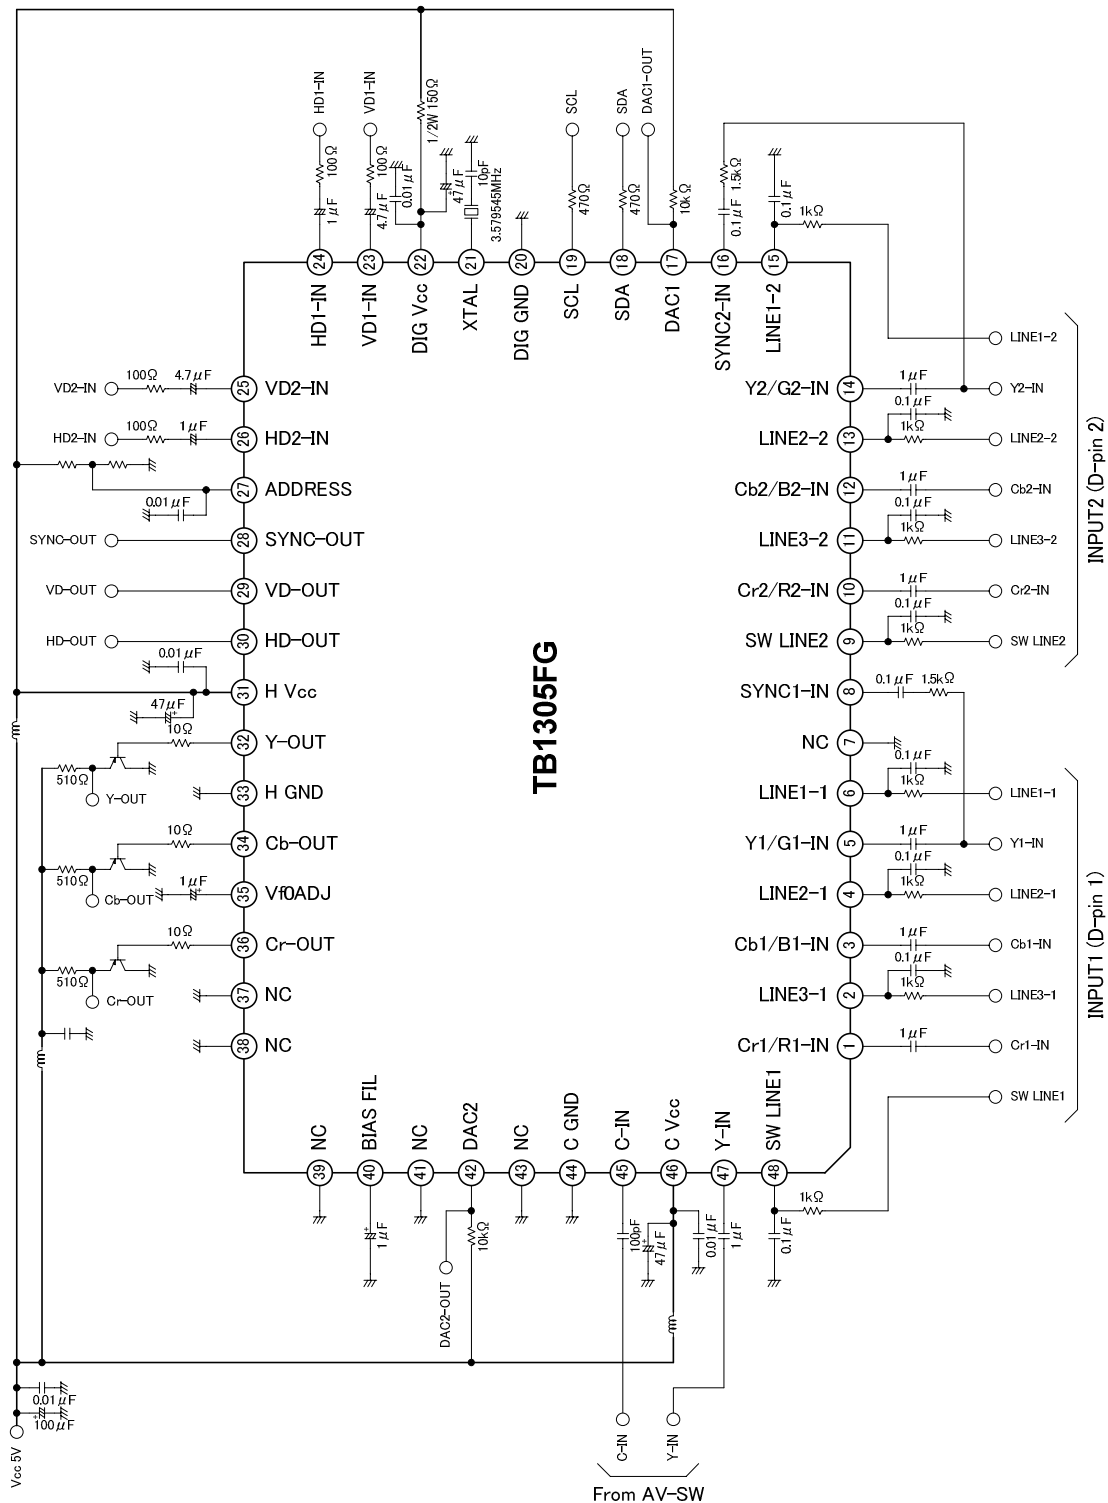 HD1-IN
VD1-IN
SCL
SDA
DAC1-OUT
100Ω
100Ω
1/2W 150Ω
1μF
4.7μF
0.01μF
47μF
+
10pF
3.579545MHz
470Ω
470Ω
10kΩ
1.5kΩ
0.1μF
0.1μF
1kΩ
24
23
22
21
20
19
18
17
16
15
HD1-IN
VD1-IN
DIG Vcc
XTAL
DIG GND
SCL
SDA
DAC1
SYNC2-IN
LINE1-2
LINE1-2
VD2-IN
100Ω
4.7μF
25
VD2-IN
Y2/G2-IN
14
1μF
Y2-IN
HD2-IN
100Ω
1μF
26
HD2-IN
LINE2-2
13
0.1μF
1kΩ
LINE2-2
0.01μF
27
ADDRESS
Cb2/B2-IN
12
1μF
Cb2-IN
SYNC-OUT
28
SYNC-OUT
LINE3-2
11
0.1μF
1kΩ
LINE3-2
VD-OUT
29
VD-OUT
Cr2/R2-IN
10
1μF
Cr2-IN
HD-OUT
30
HD-OUT
SW LINE2
9
0.1μF
1kΩ
SW LINE2
INPUT2 (D-pin 2)
0.01μF
31
H Vcc
SYNC1-IN
8
0.1μF
1.5kΩ
47μF
+
10Ω
32
Y-OUT
NC
7
510Ω
Y-OUT
33
H GND
LINE1-1
6
0.1μF
1kΩ
LINE1-1
10Ω
34
Cb-OUT
Y1/G1-IN
5
1μF
Y1-IN
510Ω
Cb-OUT
1μF
+
35
Vf0ADJ
LINE2-1
4
0.1μF
1kΩ
LINE2-1
10Ω
36
Cr-OUT
Cb1/B1-IN
3
1μF
Cb1-IN
510Ω
Cr-OUT
37
NC
LINE3-1
2
0.1μF
1kΩ
LINE3-1
38
NC
Cr1/R1-IN
1
1μF
Cr1-IN
SW LINE1
INPUT1 (D-pin 1)
TB1305FG
NC
BIAS FIL
NC
DAC2
NC
C GND
C-IN
C Vcc
Y-IN
SW LINE1
39
40
41
42
43
44
45
46
47
48
1kΩ
+
1μF
10kΩ
100pF
+
47μF
0.01μF
1μF
0.1μF
DAC2-OUT
0.01μF
+
100μF
Vcc 5V
C-IN
Y-IN
From AV-SW